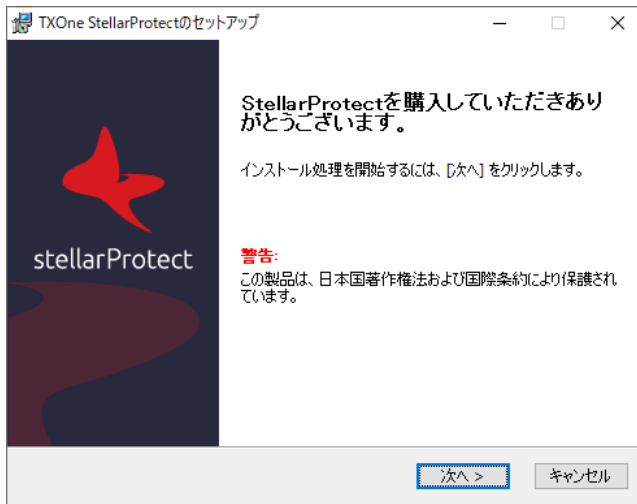 TXOne StellarProtectのセットアップ
StellarProtectを購入していただきあり
がとうございます。
インストール処理を開始するには、[次へ] をクリックします。
stellarProtect
警告:
この製品は、日本国著作権法および国際条約により保護され
ています。
次へ >
キャンセル